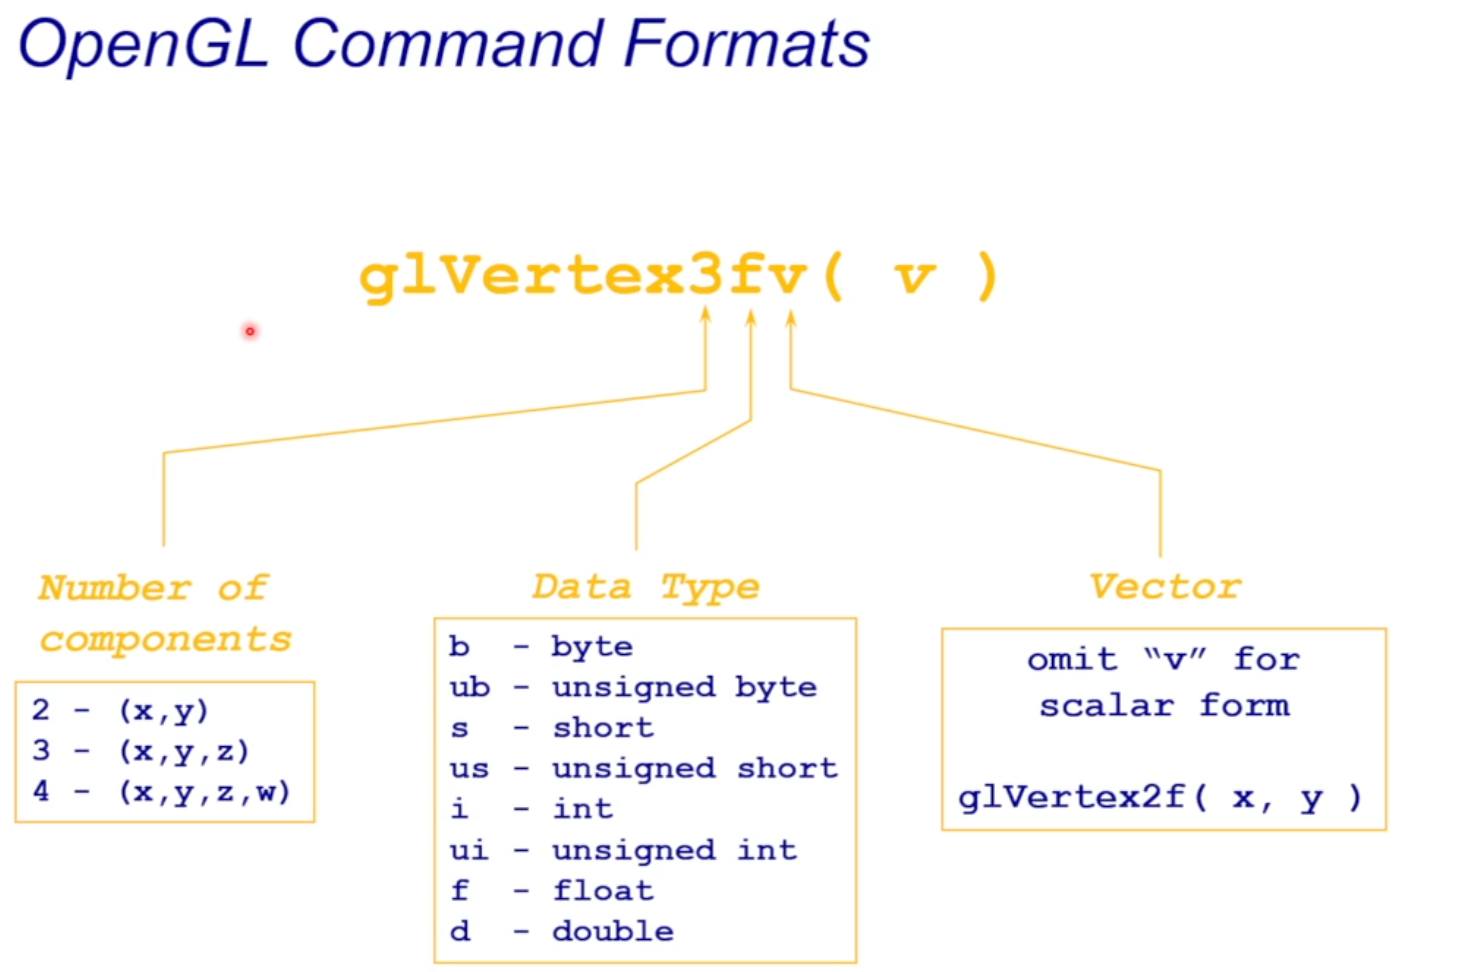 OpenGL Command Formats
glVertex3fv( v )
Number of
components
2 - (x,y)
3 - (x,y,z)
4 - (x,y,z,w)
Data Type
b - byte
ub - unsigned byte
s - short
us - unsigned short
i - int
ui - unsigned int
f - float
d - double
Vector
omit “v” for
scalar form
glVertex2f( x, y )